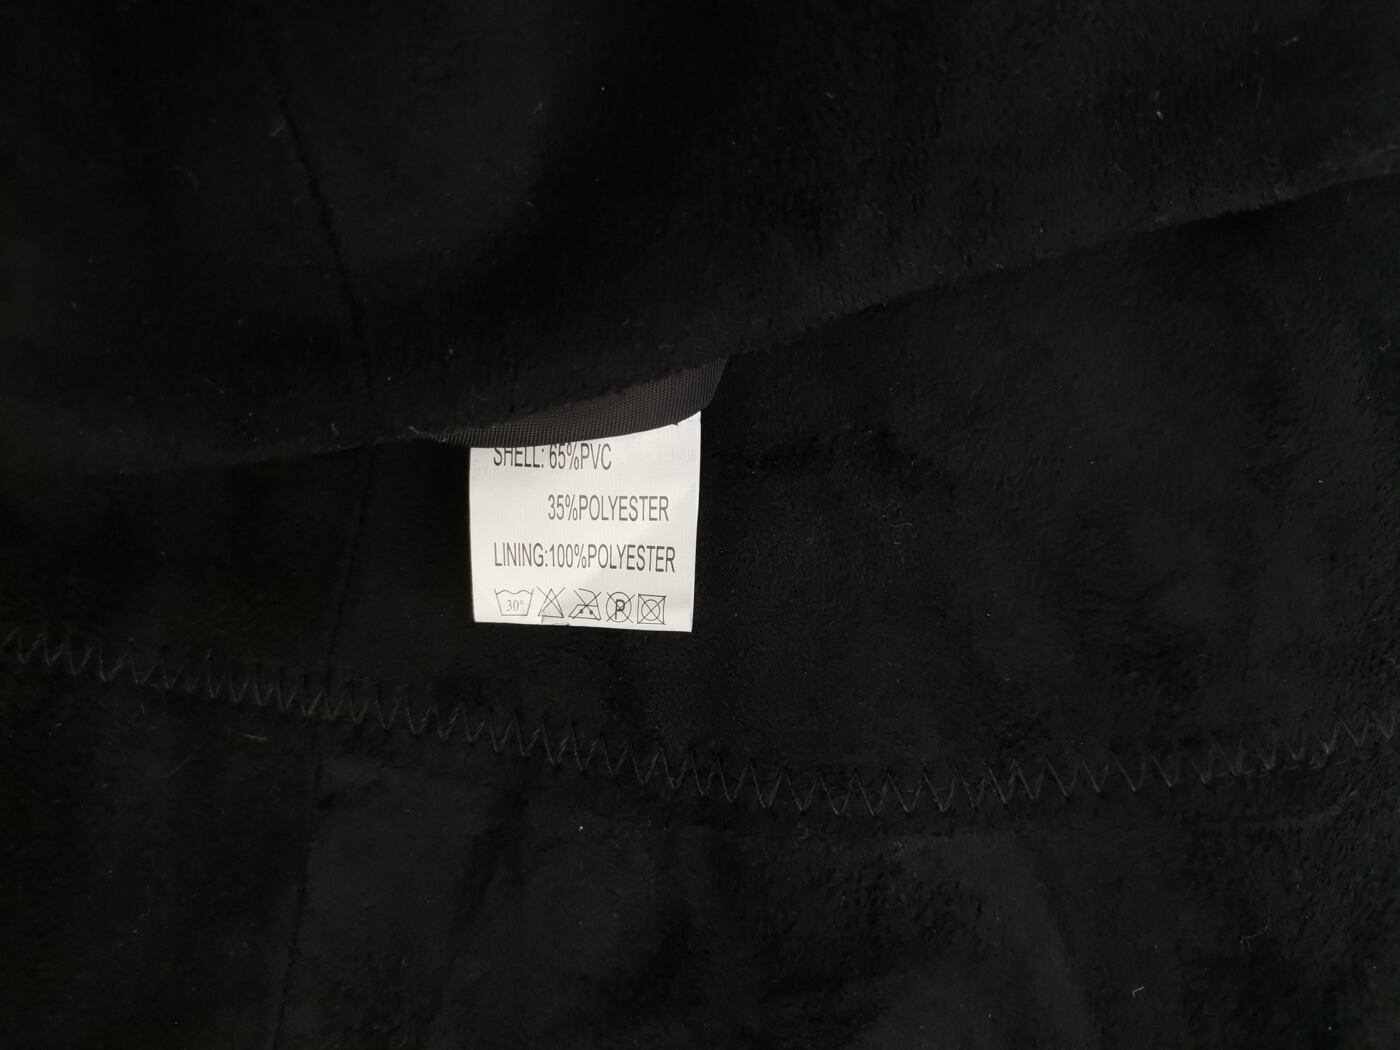 SHELL: 65%PVC
35%POLYESTER
LINING:100%POLYESTER
30° P